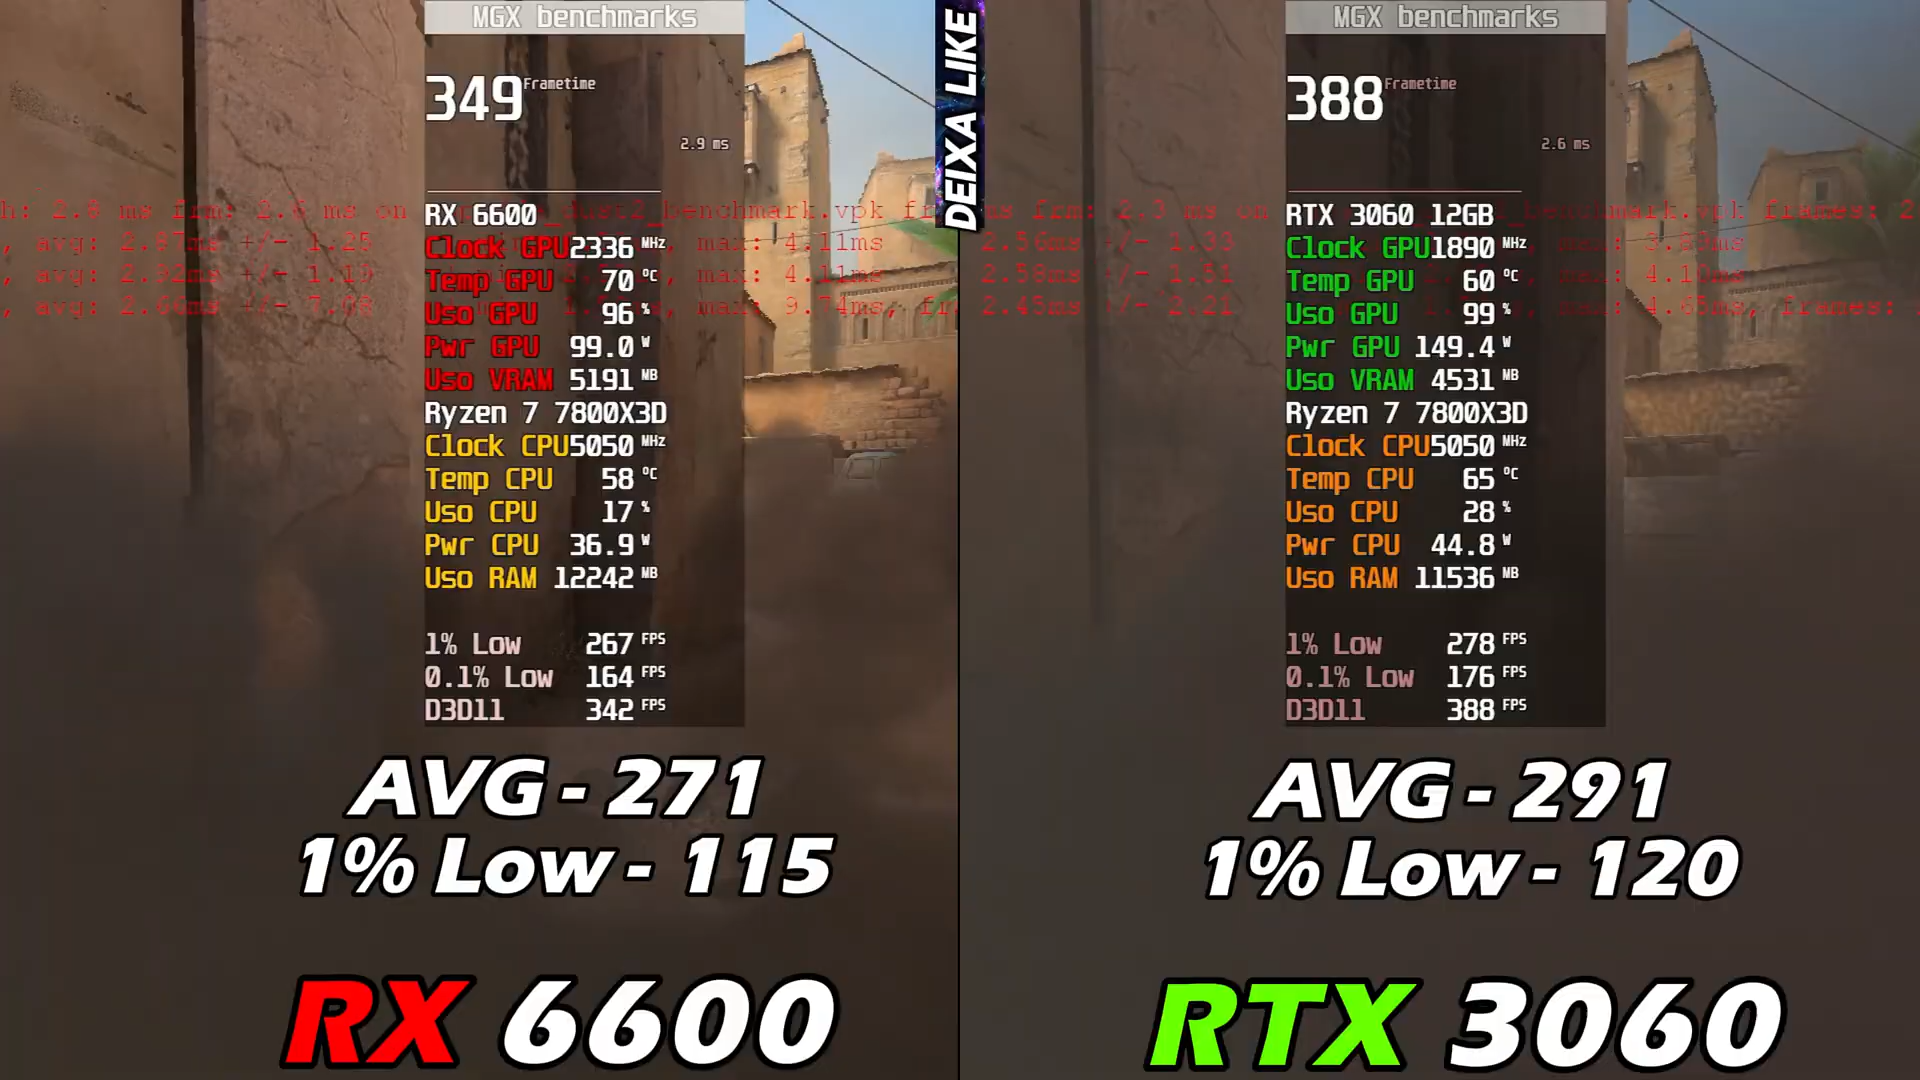 MGX benchmarks
349 Frametime
2.9 ms
RX 6600
Clock GPU 2336 MHz
Temp GPU 70 °C
Uso GPU 96 %
Pwr GPU 99.0 W
Uso VRAM 5191 MB
Ryzen 7 7800X3D
Clock CPU 5050 MHz
Temp CPU 58 °C
Uso CPU 17 %
Pwr CPU 36.9 W
Uso RAM 12242 MB
1% Low 267 FPS
0.1% Low 164 FPS
D3D11 342 FPS
AVG - 271
1% Low - 115
RX 6600
DEIXA LIKE
MGX benchmarks
388 Frametime
2.6 ms
RTX 3060 12GB
Clock GPU 1890 MHz
Temp GPU 60 °C
Uso GPU 99 %
Pwr GPU 149.4 W
Uso VRAM 4531 MB
Ryzen 7 7800X3D
Clock CPU 5050 MHz
Temp CPU 65 °C
Uso CPU 28 %
Pwr CPU 44.8 W
Uso RAM 11536 MB
1% Low 278 FPS
0.1% Low 176 FPS
D3D11 388 FPS
AVG - 291
1% Low - 120
RTX 3060